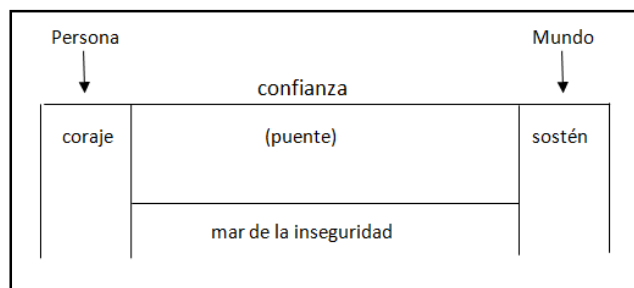 Persona Mundo
confianza
coraje (puente) sostén
mar de la inseguridad